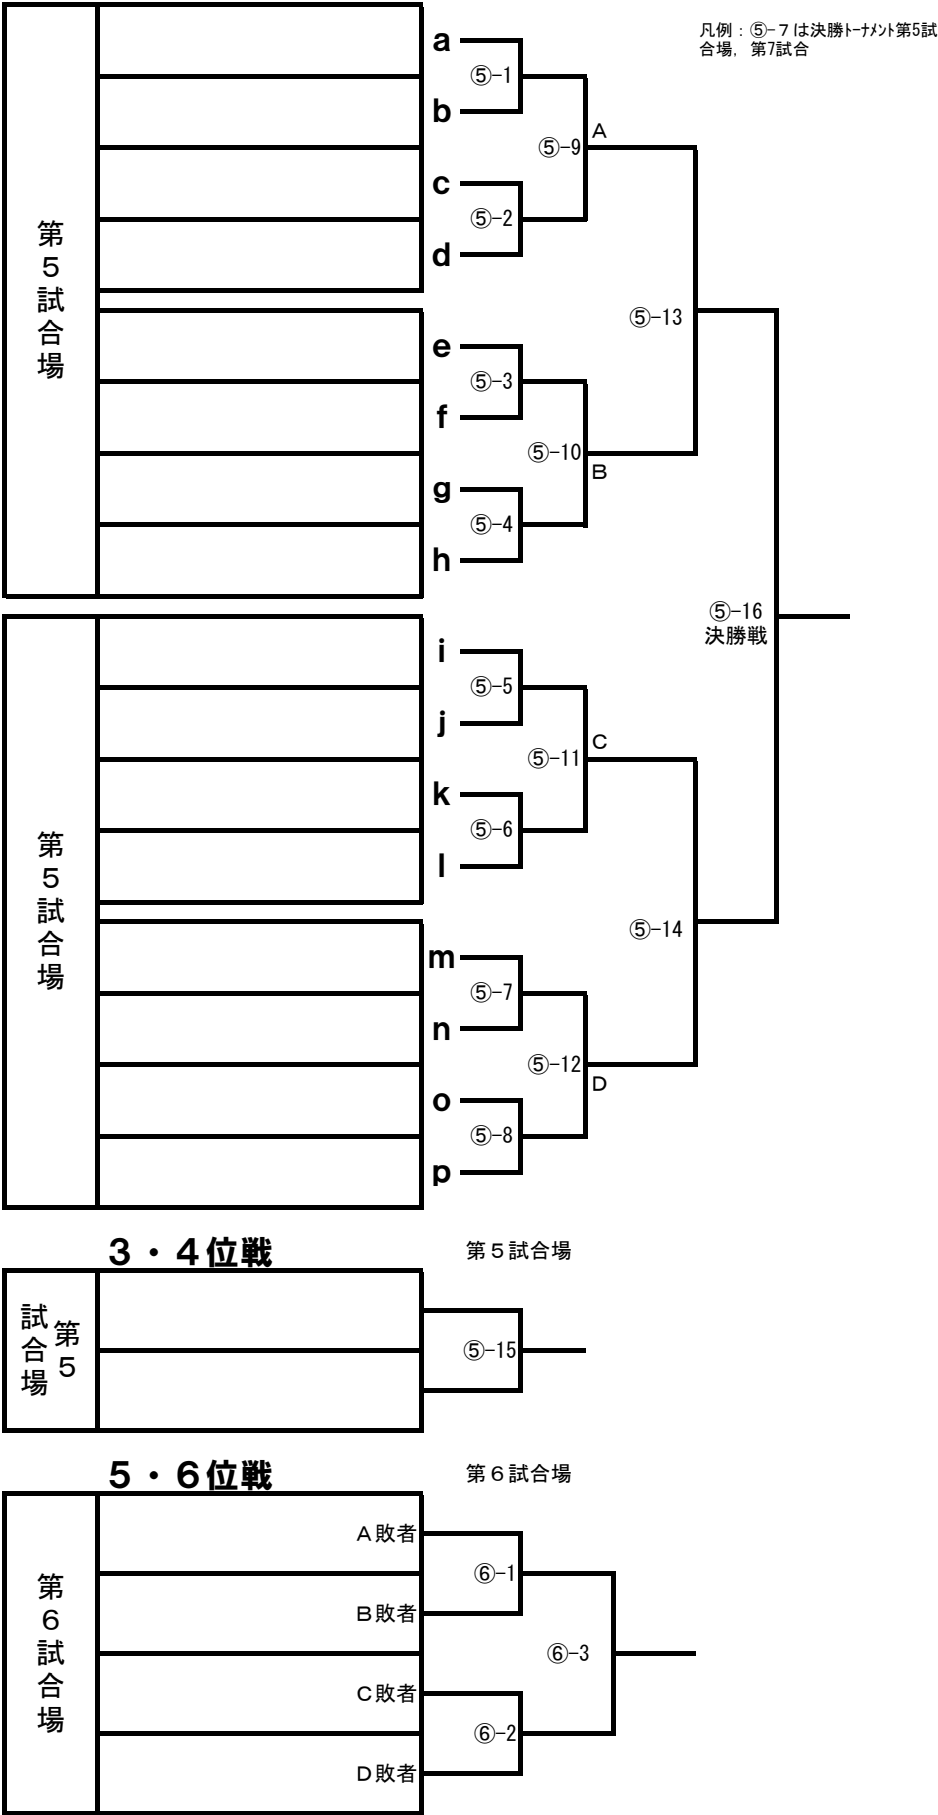 凡例：⑤-７は決勝ﾄｰﾅﾒﾝﾄ第5試
合場，第7試合
第５試合場
a
⑤-1
b
A
⑤-9
c
⑤-2
d
⑤-13
e
⑤-3
f
⑤-10
B
g
⑤-4
h
⑤-16
決勝戦
第５試合場
i
⑤-5
j
C
⑤-11
k
⑤-6
l
⑤-14
m
⑤-7
n
⑤-12
D
o
⑤-8
p
３・４位戦
第５試合場
第５
試合場
⑤-15
５・６位戦
第６試合場
第６試合場
A敗者
⑥-1
B敗者
⑥-3
C敗者
⑥-2
D敗者